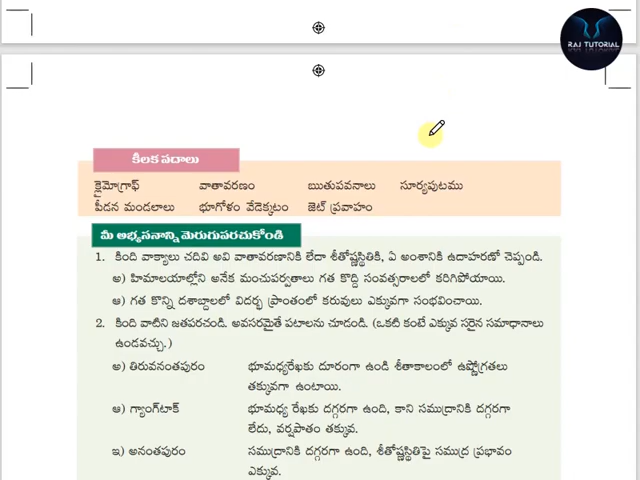 RAJ TUTORIAL
కీలక పదాలు
క్లైమోగ్రాఫ్ వాతావరణం ఋతుపవనాలు సూర్యపుటము
పీడన మండలాలు భూగోళం వేడెక్కటం జెట్ ప్రవాహం
మీ అభ్యసనాన్ని మెరుగుపరచుకోండి
1. కింది వాక్యాలు చదివి అవి వాతావరణానికి లేదా శీతోష్ణస్థితికి, ఏ అంశానికి ఉదాహరణో చెప్పండి.
అ) హిమాలయాల్లోని అనేక మంచుపర్వతాలు గత కొద్ది సంవత్సరాలలో కరిగిపోయాయి.
ఆ) గత కొన్ని దశాబ్దాలలో విదర్భ ప్రాంతంలో కరువులు ఎక్కువగా సంభవించాయి.
2. కింది వాటిని జతపరచండి. అవసరమైతే పటాలను చూడండి. (ఒకటి కంటే ఎక్కువ సరైన సమాధానాలు
ఉండవచ్చు.)
అ) తిరువనంతపురం భూమధ్యరేఖకు దూరంగా ఉండి శీతాకాలంలో ఉష్ణోగ్రతలు
తక్కువగా ఉంటాయి.
ఆ) గ్యాంగ్‌టాక్ భూమధ్య రేఖకు దగ్గరగా ఉంది, కాని సముద్రానికి దగ్గరగా
లేదు, వర్షపాతం తక్కువ.
ఇ) అనంతపురం సముద్రానికి దగ్గరగా ఉంది, శీతోష్ణస్థితిపై సముద్ర ప్రభావం
ఎక్కువ.